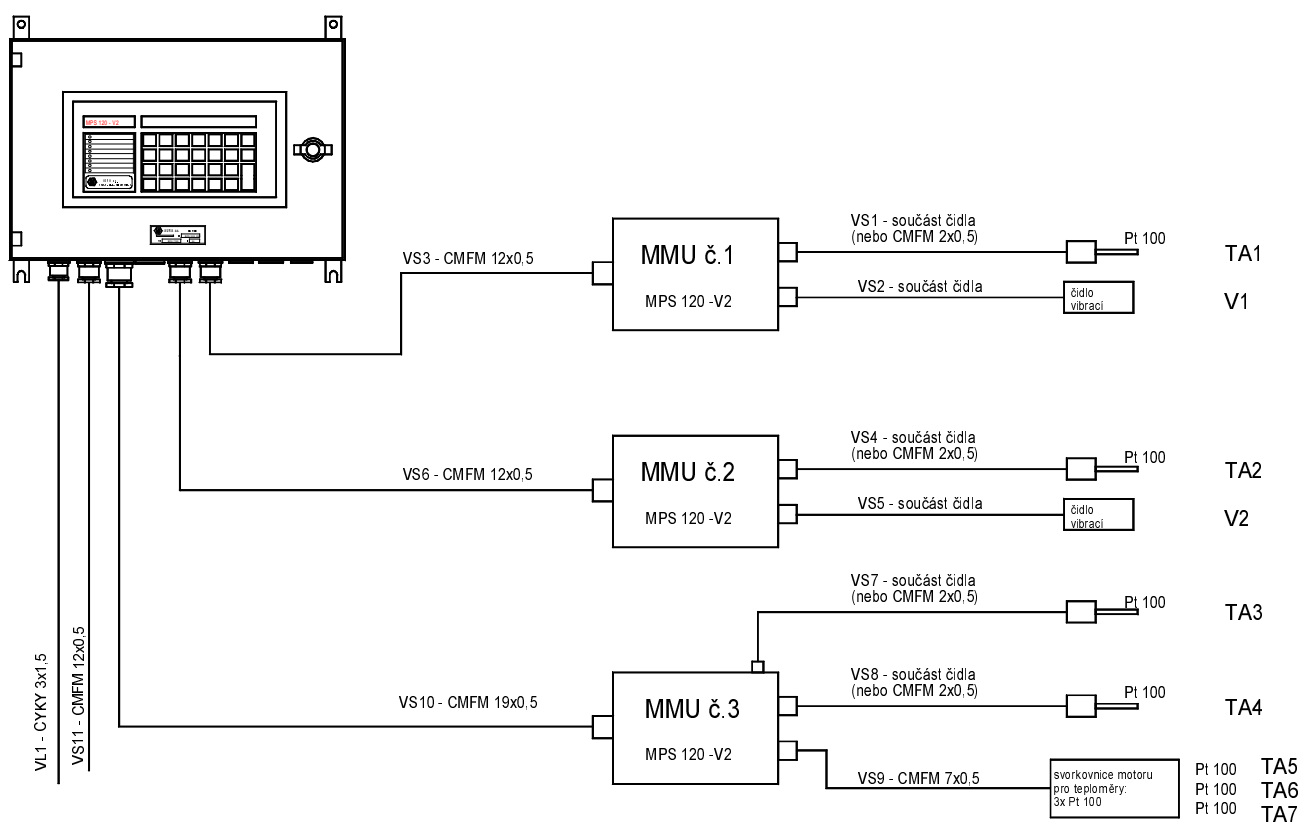 MPS 120 - V2
VS3 - CMFM 12x0,5
MMU č.1
MPS 120 -V2
VS1 - součást čidla
(nebo CMFM 2x0,5)
Pt 100
TA1
VS2 - součást čidla
čidlo
vibrací
V1
VS6 - CMFM 12x0,5
MMU č.2
MPS 120 -V2
VS4 - součást čidla
(nebo CMFM 2x0,5)
Pt 100
TA2
VS5 - součást čidla
čidlo
vibrací
V2
VS7 - součást čidla
(nebo CMFM 2x0,5)
Pt 100
TA3
VL1 - CYKY 3x1,5
VS11 - CMFM 12x0,5
VS10 - CMFM 19x0,5
MMU č.3
MPS 120 -V2
VS8 - součást čidla
(nebo CMFM 2x0,5)
Pt 100
TA4
VS9 - CMFM 7x0,5
svorkovnice motoru
pro teploměry:
3x Pt 100
Pt 100 TA5
Pt 100 TA6
Pt 100 TA7